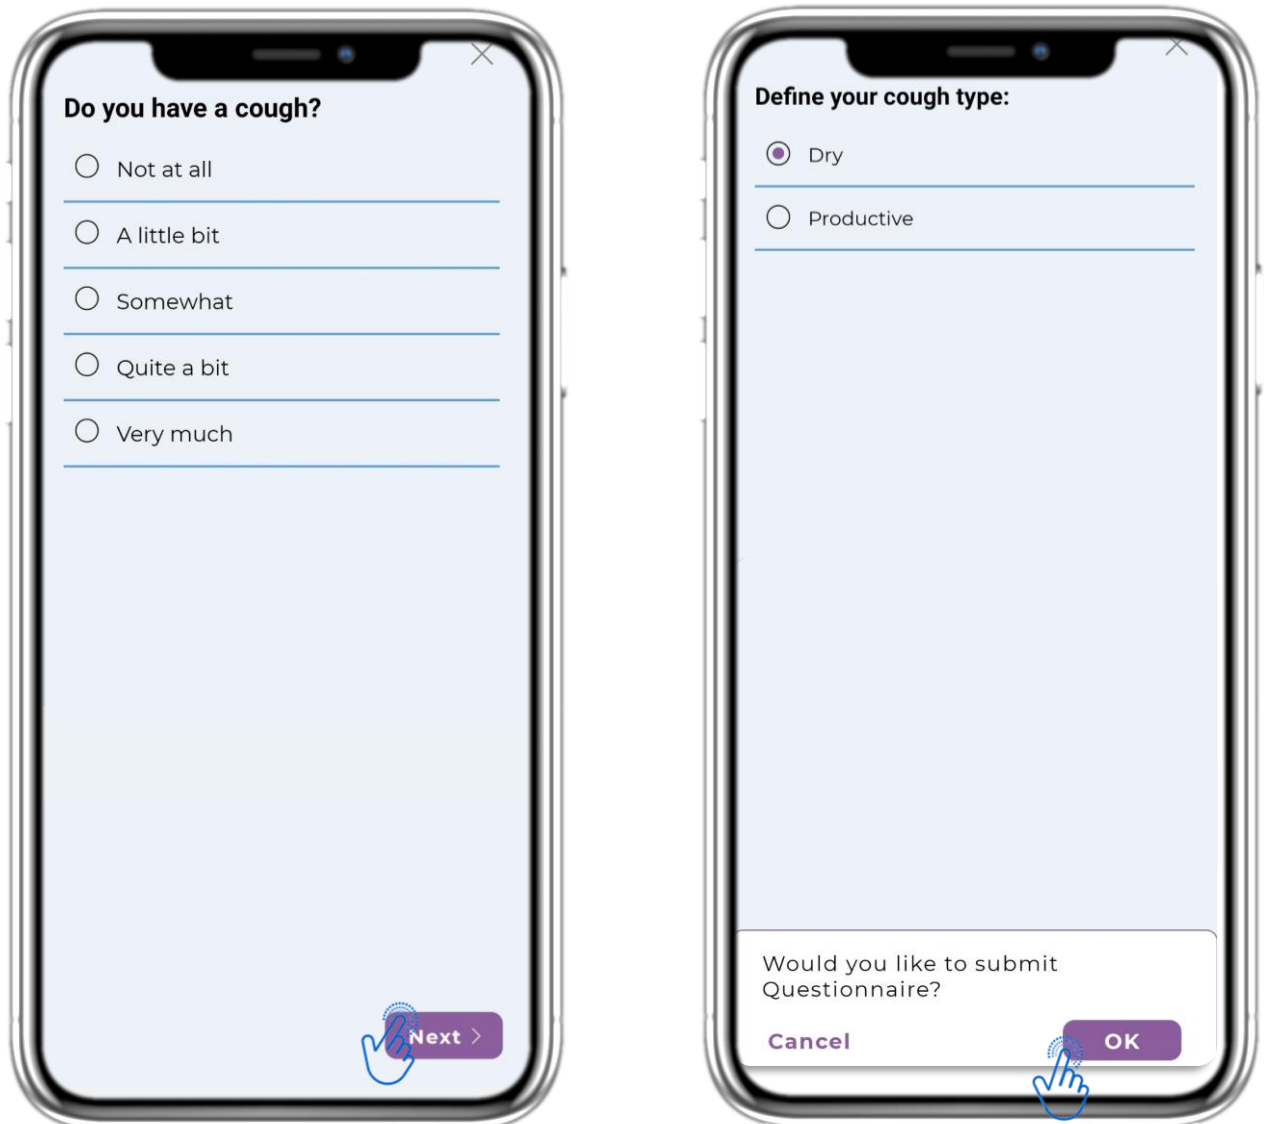 Do you have a cough?
Not at all
A little bit
Somewhat
Quite a bit
Very much
Next
Define your cough type:
Dry
Productive
Would you like to submit
Questionnaire?
Cancel
OK